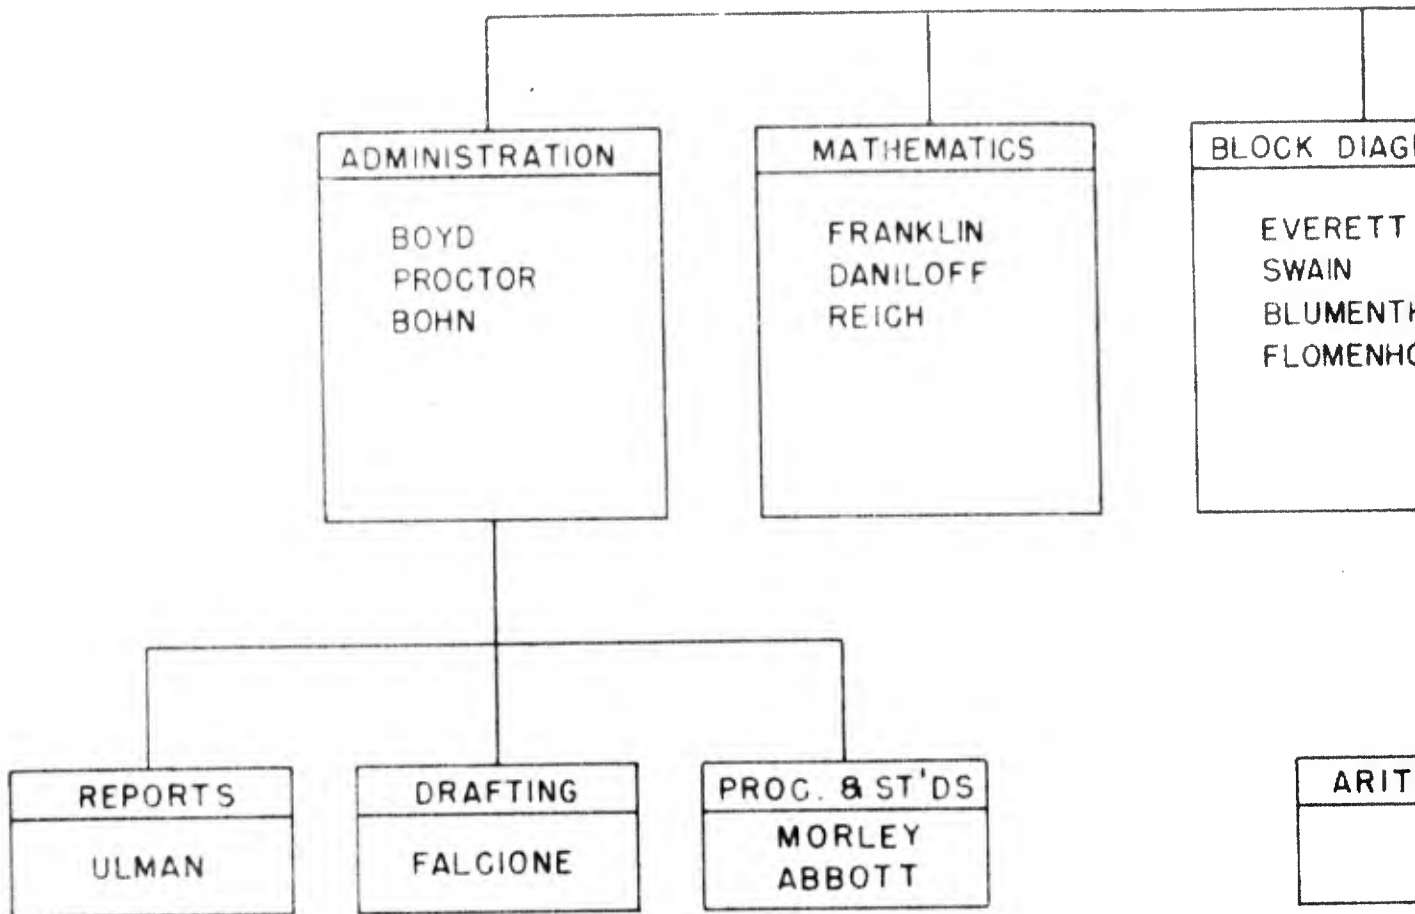 ADMINISTRATION
BOYD
PROCTOR
BOHN
MATHEMATICS
FRANKLIN
DANILOFF
REICH
BLOCK
EVERETT
SWAIN
REPORTS
ULMAN
DRAFTING
FALCIONE
PROC. & ST'DS
MORLEY
ABBOTT